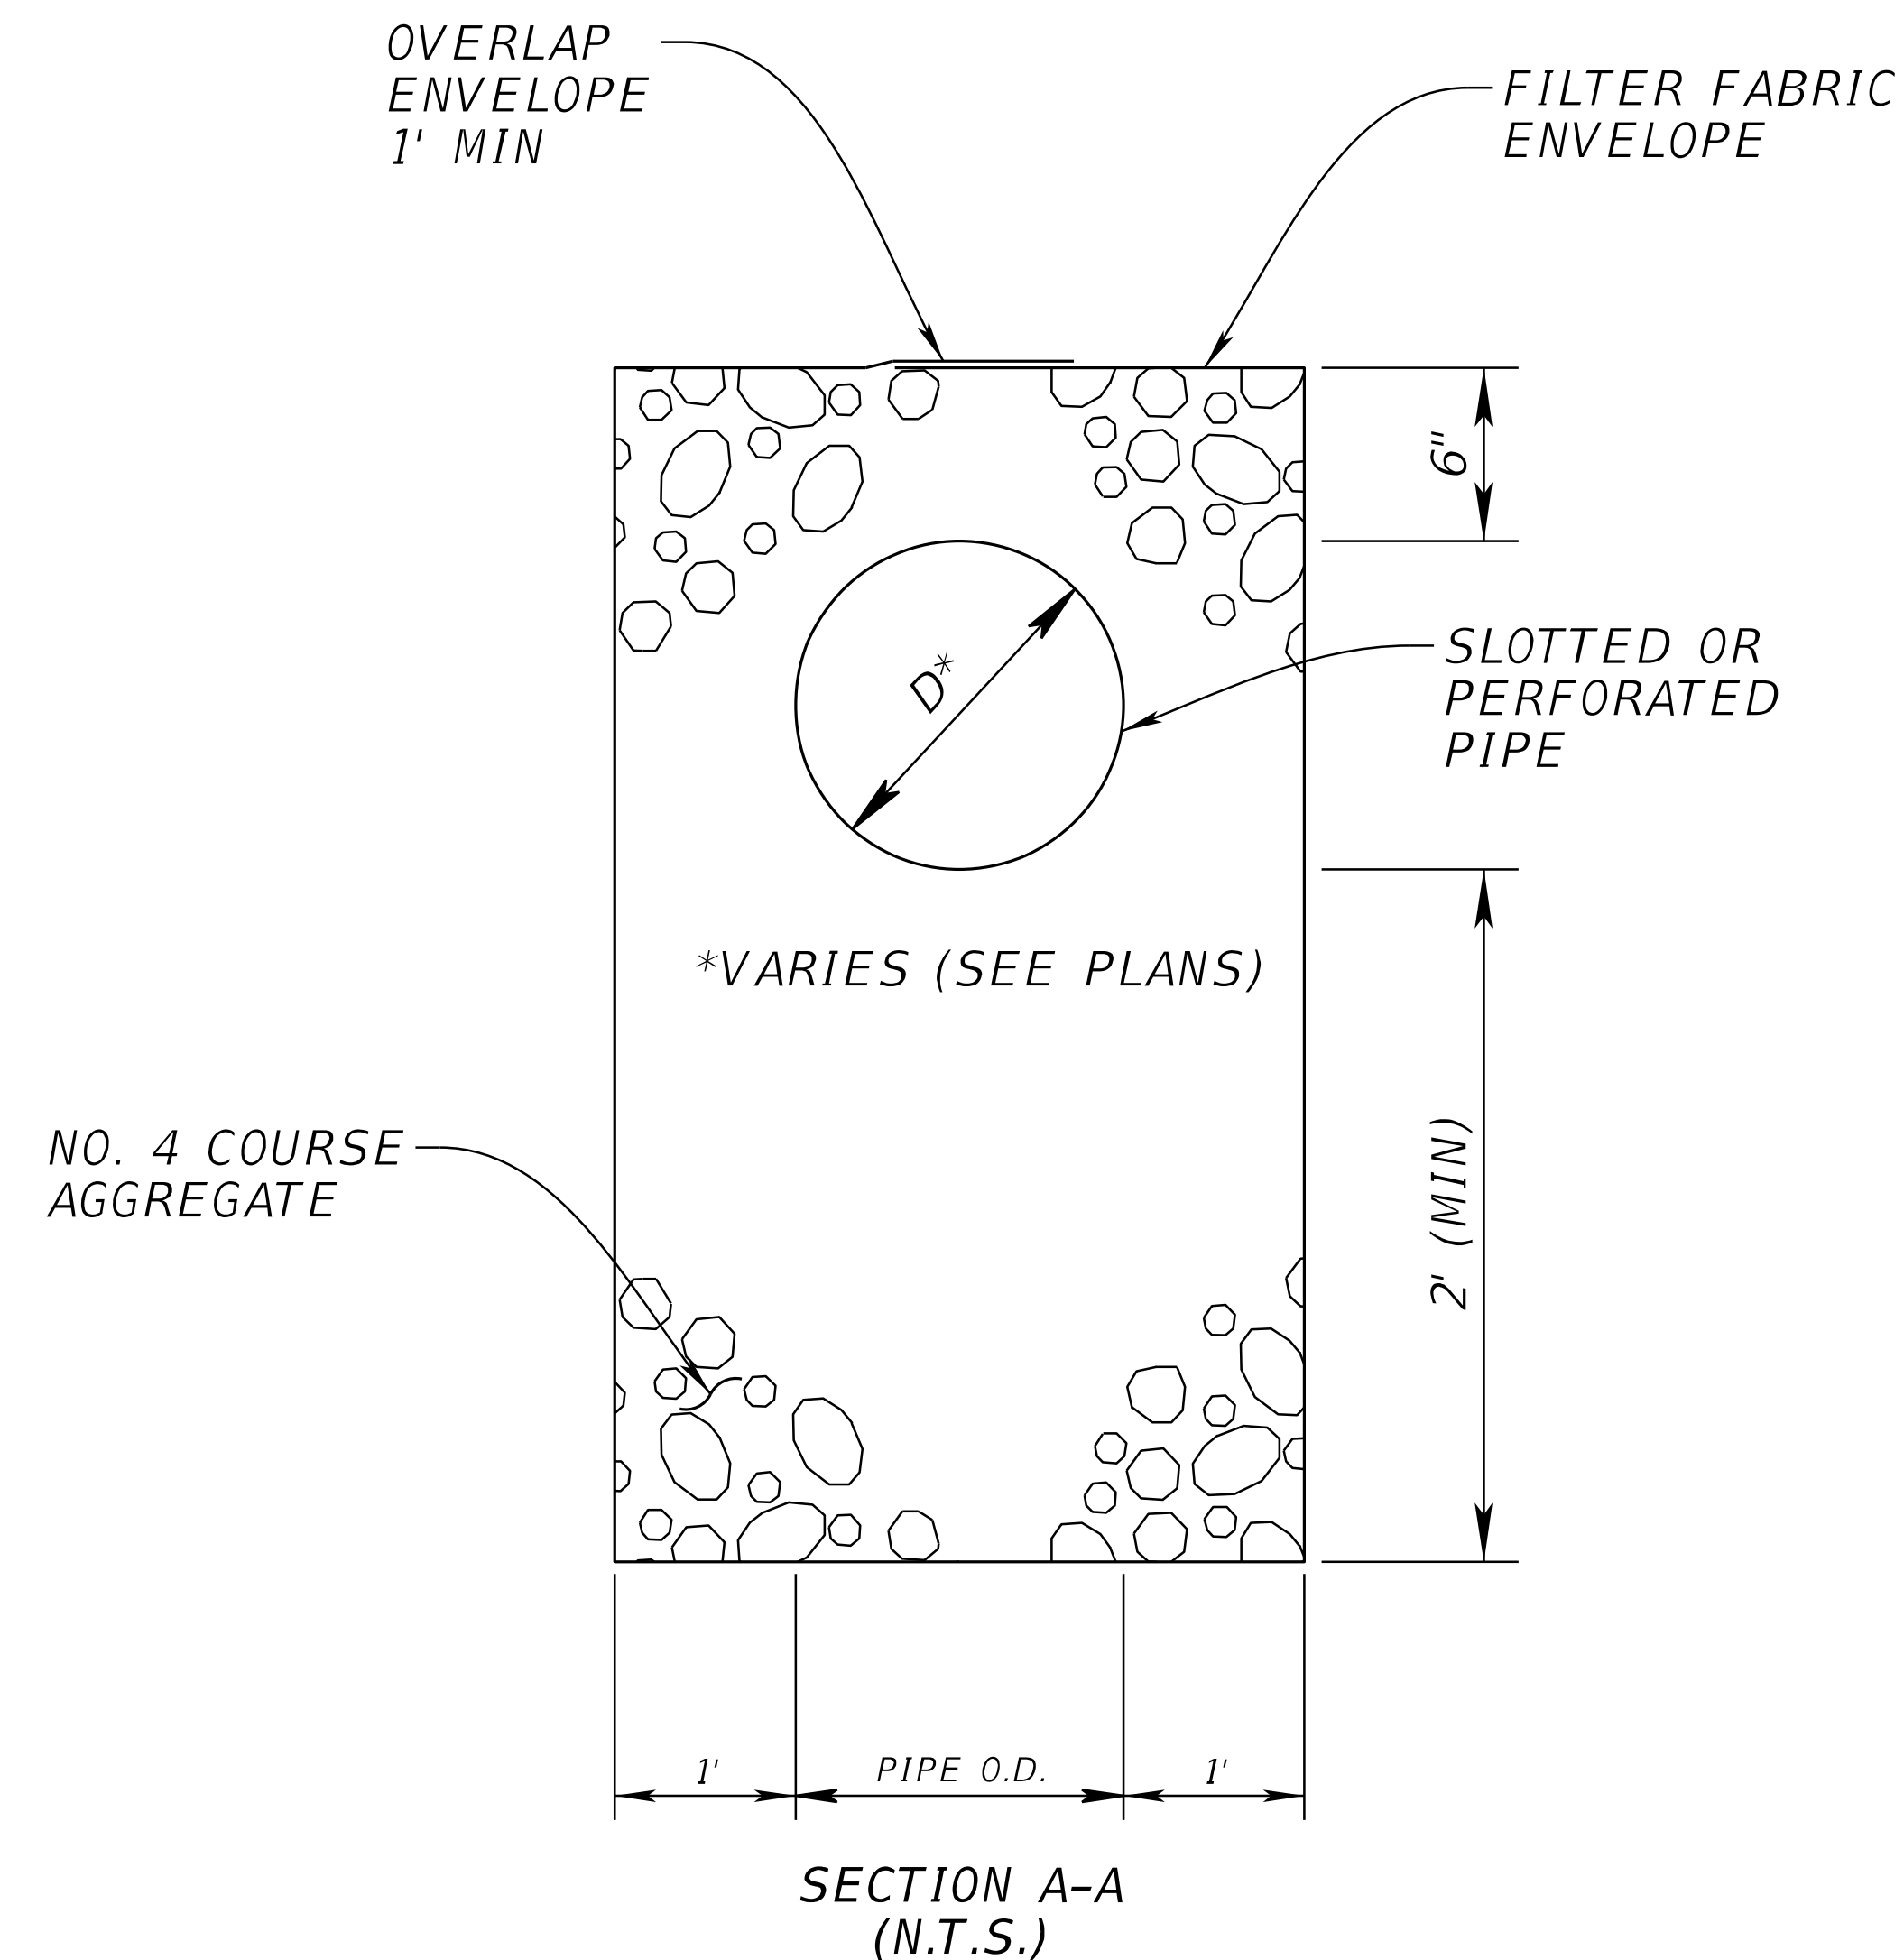 OVERLAP
ENVELOPE
1' MIN
FILTER FABRIC
ENVELOPE
6"
D*
SLOTTED OR
PERFORATED
PIPE
*VARIES (SEE PLANS)
NO. 4 COURSE
AGGREGATE
2' (MIN)
1'
PIPE O.D.
1'
SECTION A-A
(N.T.S.)